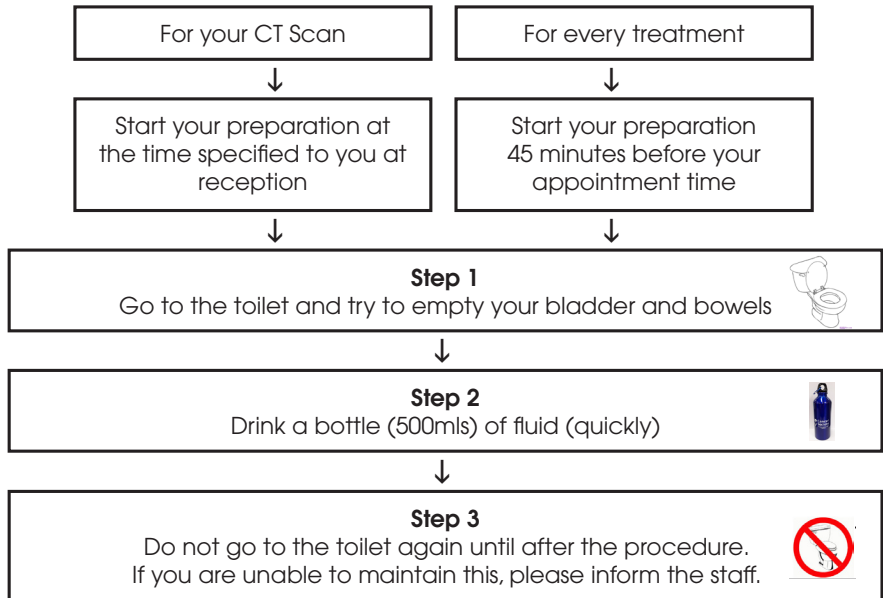 For your CT Scan
For every treatment
Start your preparation at
the time specified to you at
reception
Start your preparation
45 minutes before your
appointment time
Step 1
Go to the toilet and try to empty your bladder and bowels
Step 2
Drink a bottle (500mls) of fluid (quickly)
Step 3
Do not go to the toilet again until after the procedure.
If you are unable to maintain this, please inform the staff.